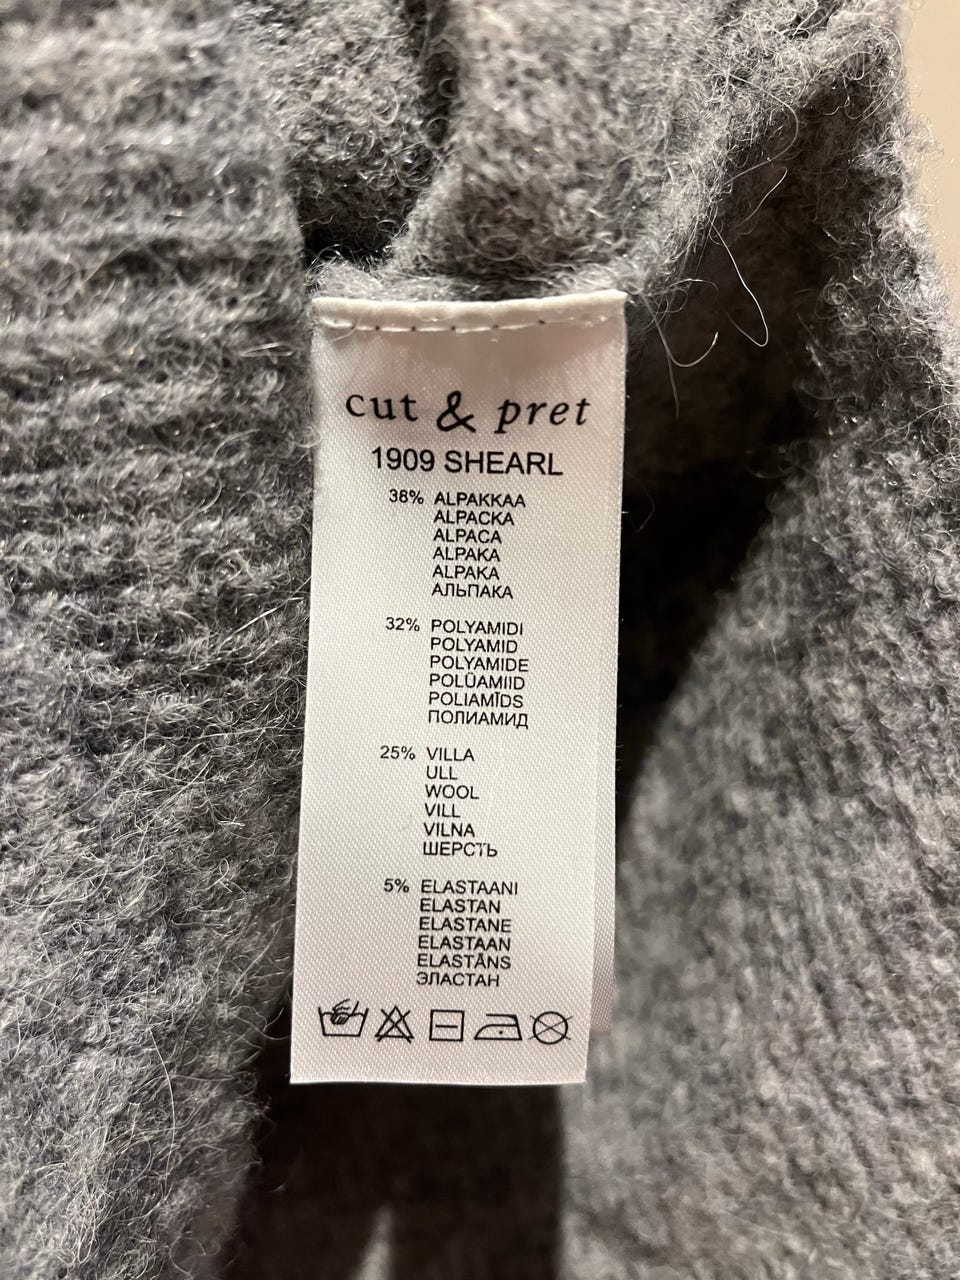 cut & pret
1909 SHEARL
38% ALPAKKAA
ALPACKA
ALPACA
ALPAKA
ALPAKA
АЛЬПАКА
32% POLYAMIDI
POLYAMID
POLYAMIDE
POLÜAMIID
POLIAMĪDS
ПОЛИАМИД
25% VILLA
ULL
WOOL
VILL
VILNA
ШЕРСТЬ
5% ELASTAANI
ELASTAN
ELASTANE
ELASTAAN
ELASTĀNS
ЭЛАСТАН